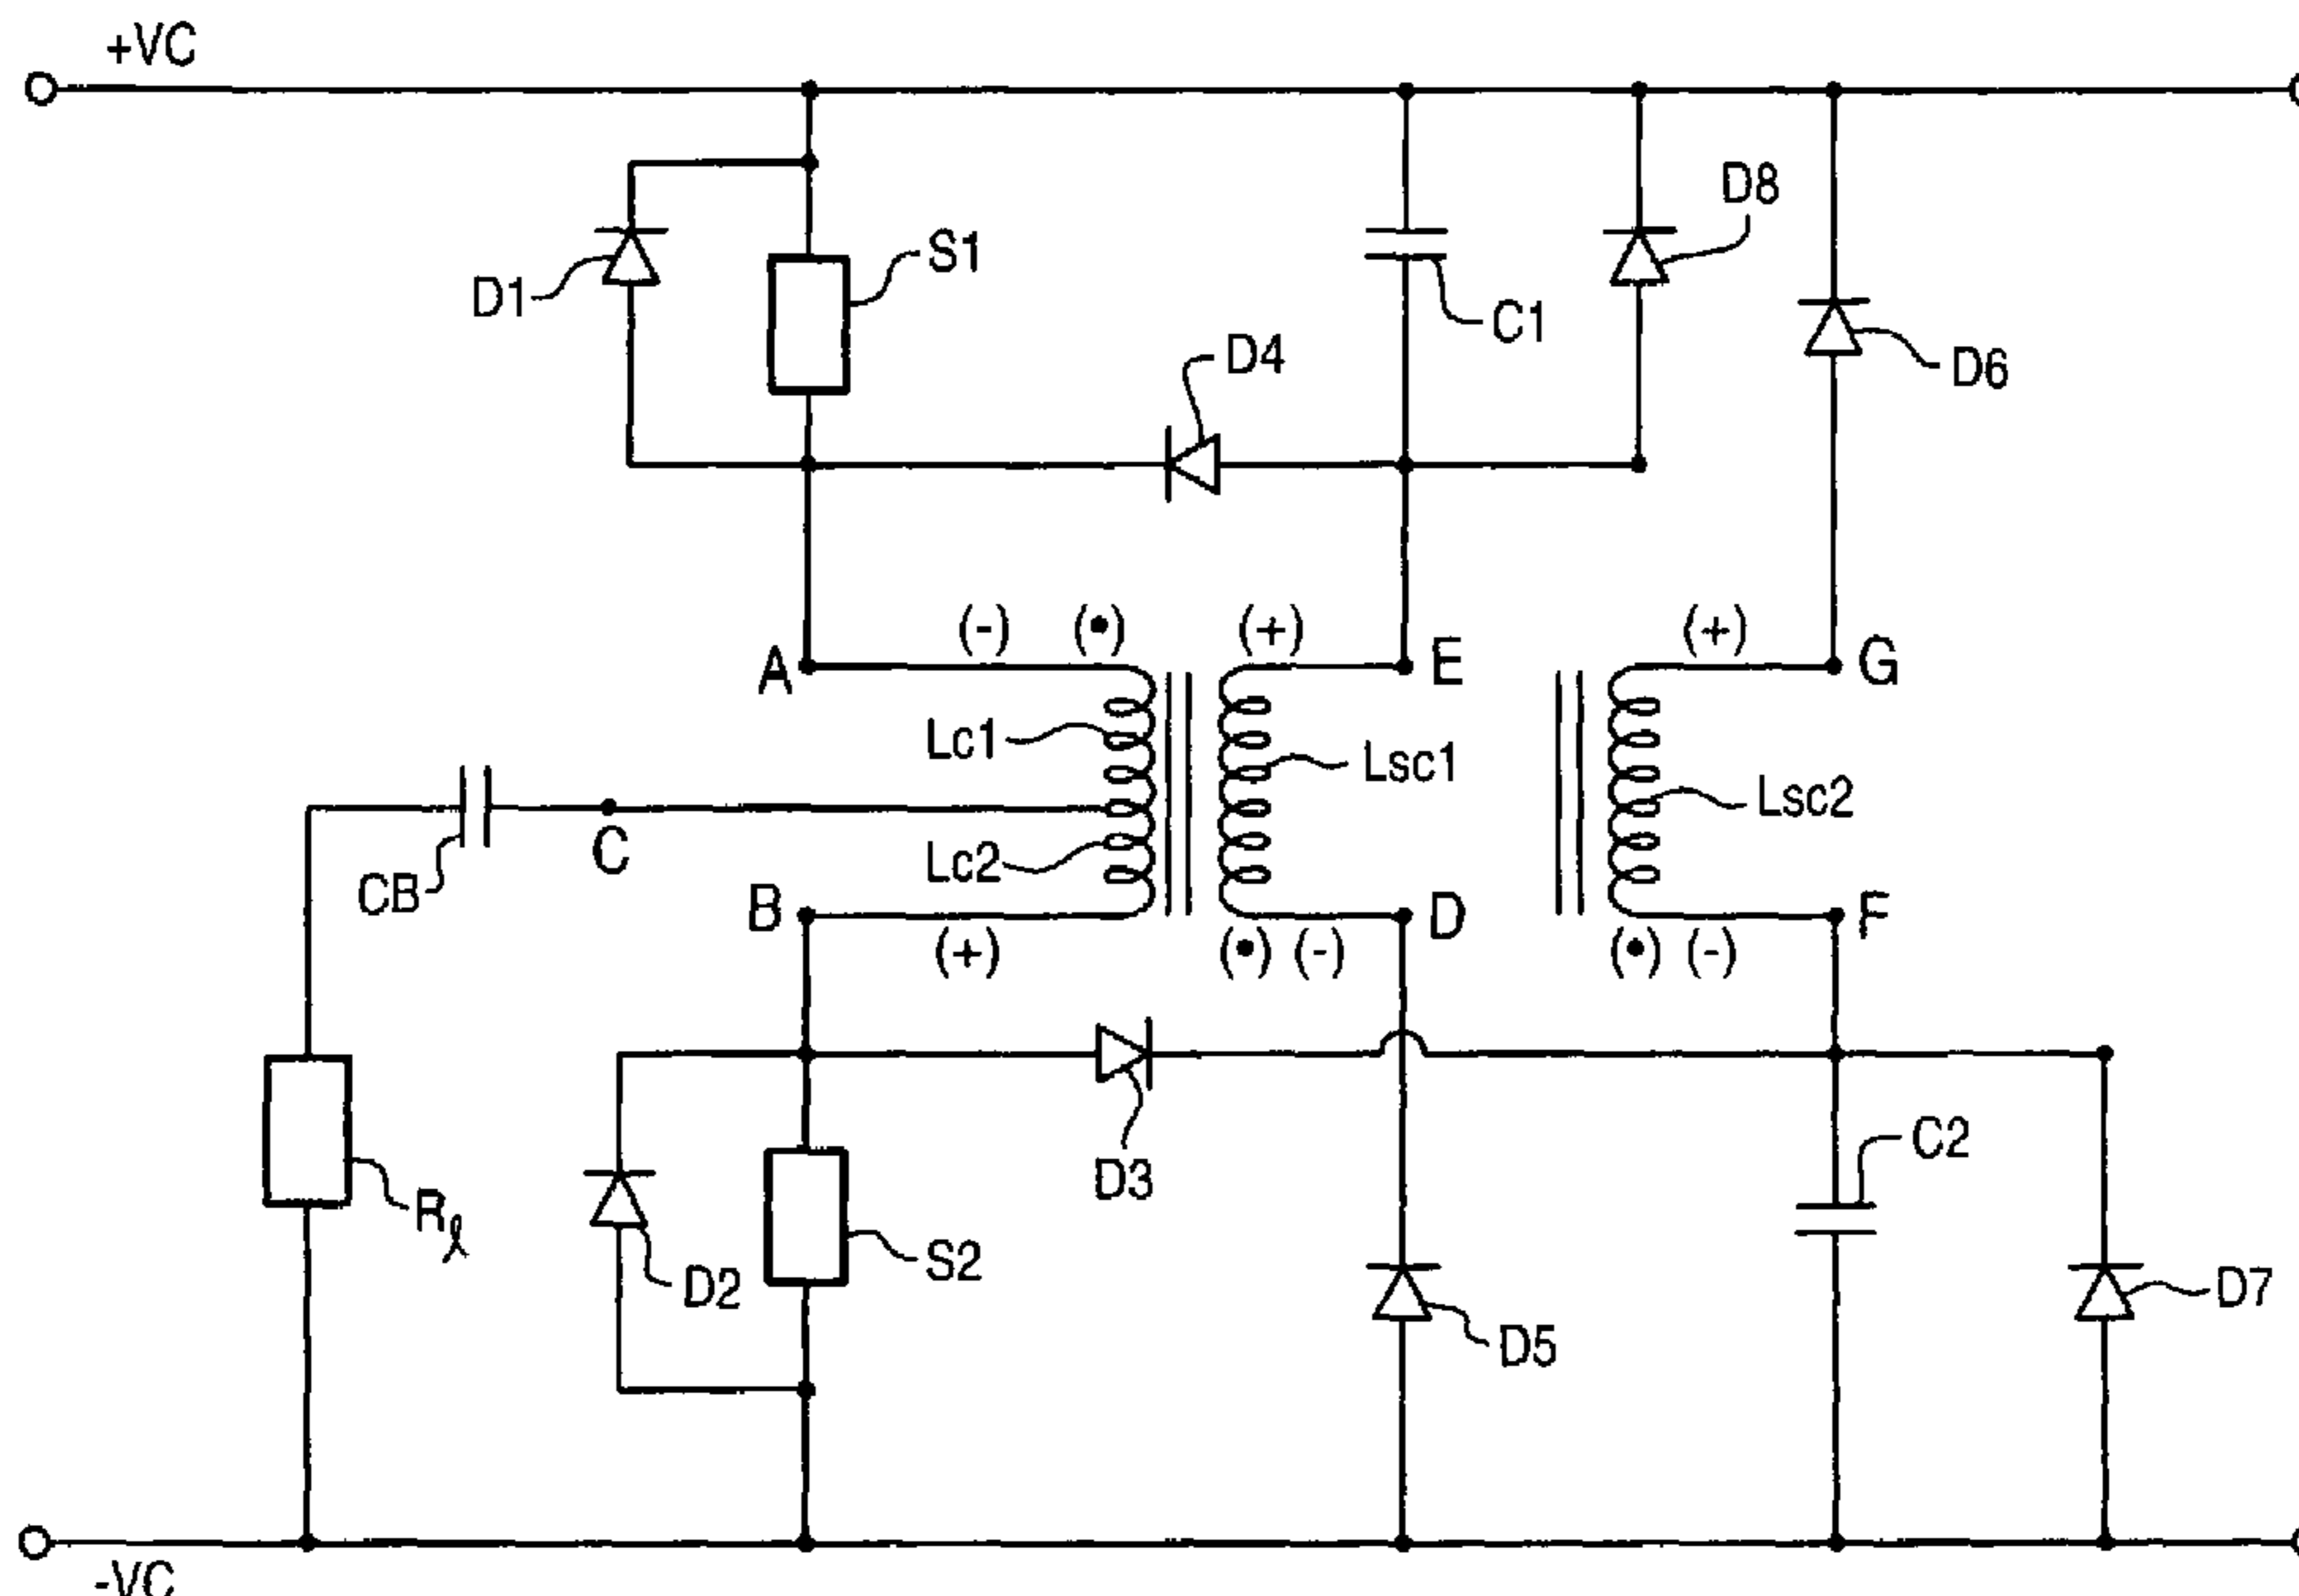 +VC
D8
S1
D1
C1
D4
D6
(-) (•) (+) (+)
A E G
Lc1
Lsc1
Lsc2
C
Lc2
CB
B D F
(+) (•) (-) (•) (-)
C2
D3
Rℓ
S2
D2
D7
D5
-VC